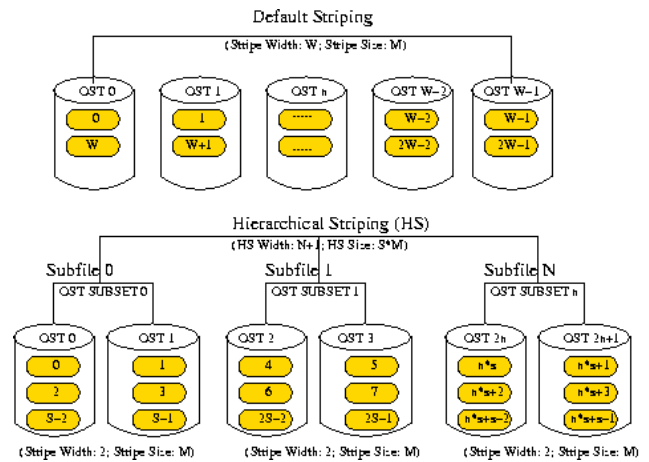 Default Striping
(Stripe Width: W; Stripe Size: M)
OST 0 OST 1 OST n OST W-2 OST W-1
0 1 ----- W-2 W-1
W W+1 ..... 2W-2 2W-1
Hierarchical Striping (HS)
(HS Width: N+1; HS Size: S*M)
Subfile 0 Subfile 1 Subfile N
OST SUBSET 0 OST SUBSET 1 OST SUBSET n
OST 0 OST 1 OST 2 OST 3 OST 2n OST 2n+1
0 1 4 5 n*s n*s+1
2 3 6 7 n*s+2 n*s+3
S-2 S-1 2S-2 2S-1 n*s+s-2 n*s+s-1
(Stripe Width: 2; Stripe Size: M) (Stripe Width: 2; Stripe Size: M) (Stripe Width: 2; Stripe Size: M)